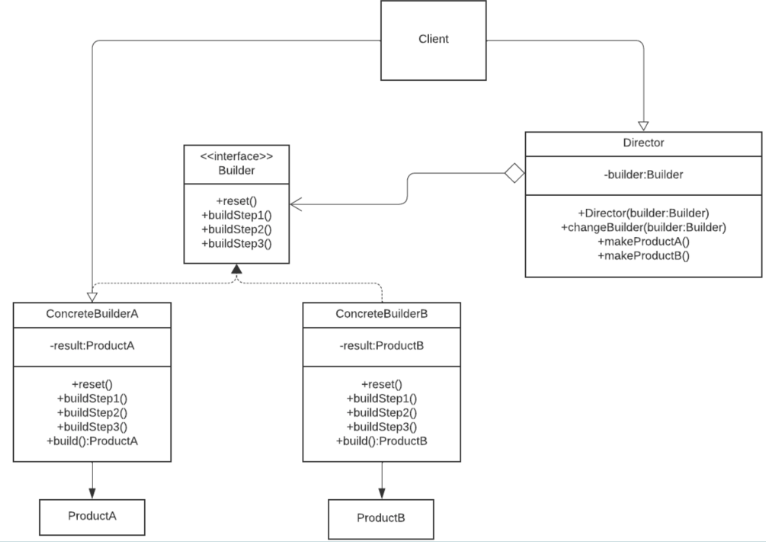 Client
Director
-builder:Builder
+Director(builder:Builder)
+changeBuilder(builder:Builder)
+makeProductA()
+makeProductB()
<<interface>>
Builder
+reset()
+buildStep1()
+buildStep2()
+buildStep3()
ConcreteBuilderA
-result:ProductA
+reset()
+buildStep1()
+buildStep2()
+buildStep3()
+build():ProductA
ConcreteBuilderB
-result:ProductB
+reset()
+buildStep1()
+buildStep2()
+buildStep3()
+build():ProductB
ProductA
ProductB